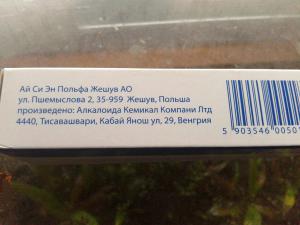 Ай Си Эн Польфа Жешув АО
ул. Пшемыслова 2, 35-959 Жешув, Польша
произведено: Алкалоида Кемикал Компани Лтд
4440, Тисавашвари, Кабай Янош ул, 29, Венгрия
5 903546 00501